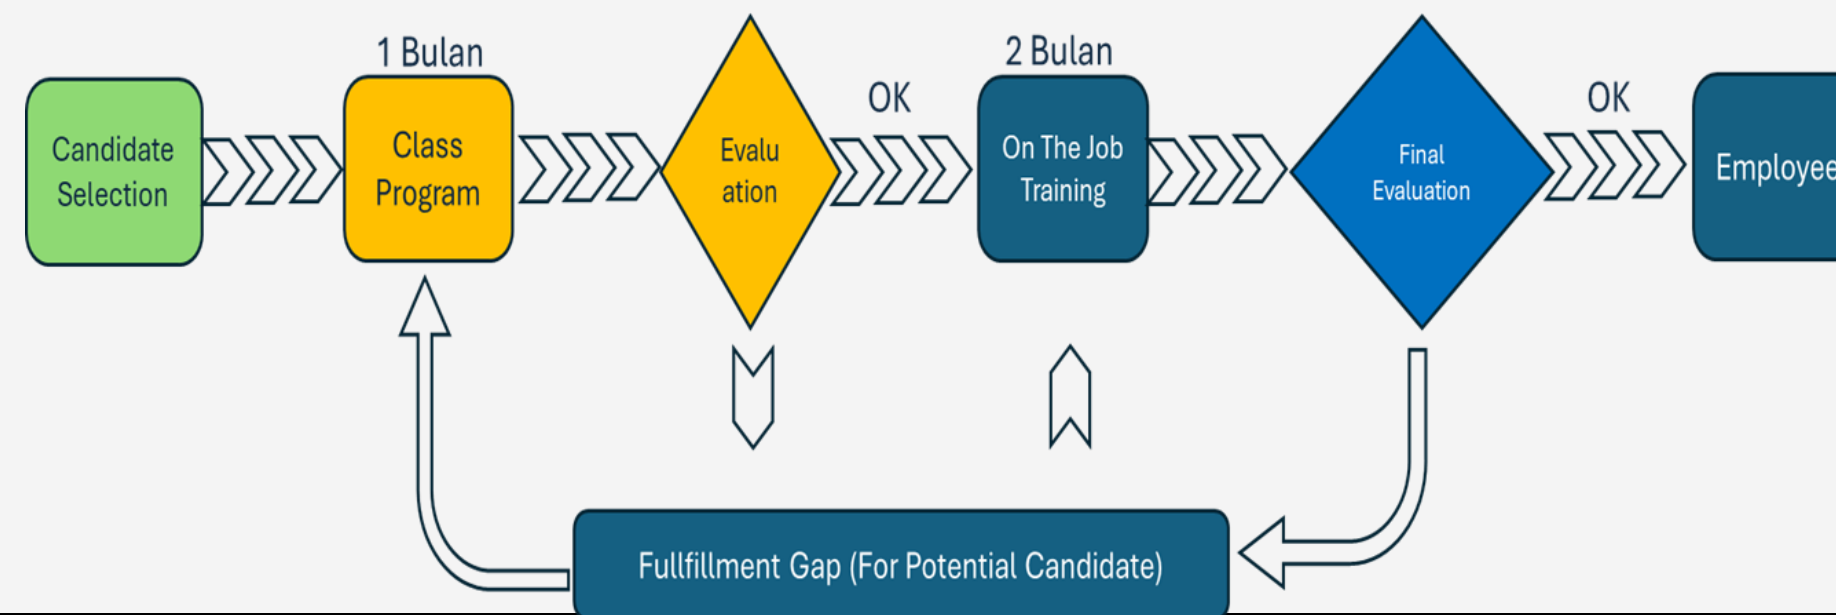 1 Bulan
2 Bulan
OK
OK
Candidate
Selection
Class
Program
Evalu
ation
On The Job
Training
Final
Evaluation
Employee
Fullfillment Gap (For Potential Candidate)